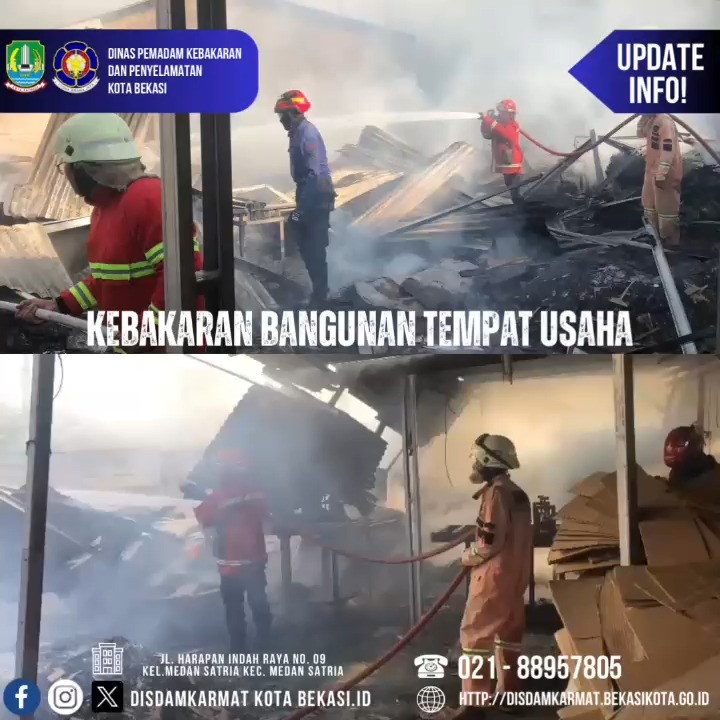 DINAS PEMADAM KEBAKARAN
DAN PENYELAMATAN
KOTA BEKASI
UPDATE
INFO!
KEBAKARAN BANGUNAN TEMPAT USAHA
JL. HARAPAN INDAH RAYA NO. 09
KEL.MEDAN SATRIA KEC. MEDAN SATRIA
021 - 88957805
DISDAMKARMAT KOTA BEKASI.ID
HTTP://DISDAMKARMAT.BEKASIKOTA.GO.ID